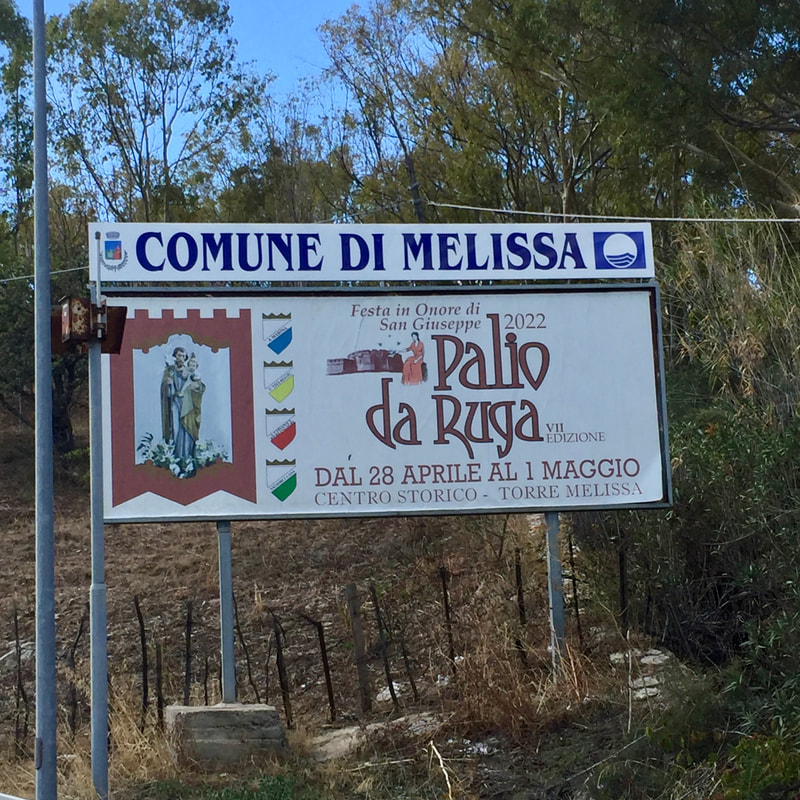 COMUNE DI MELISSA
Festa in Onore di
San Giuseppe
2022
Palio
da Ruga
VII
EDIZIONE
DAL 28 APRILE AL 1 MAGGIO
CENTRO STORICO - TORRE MELISSA